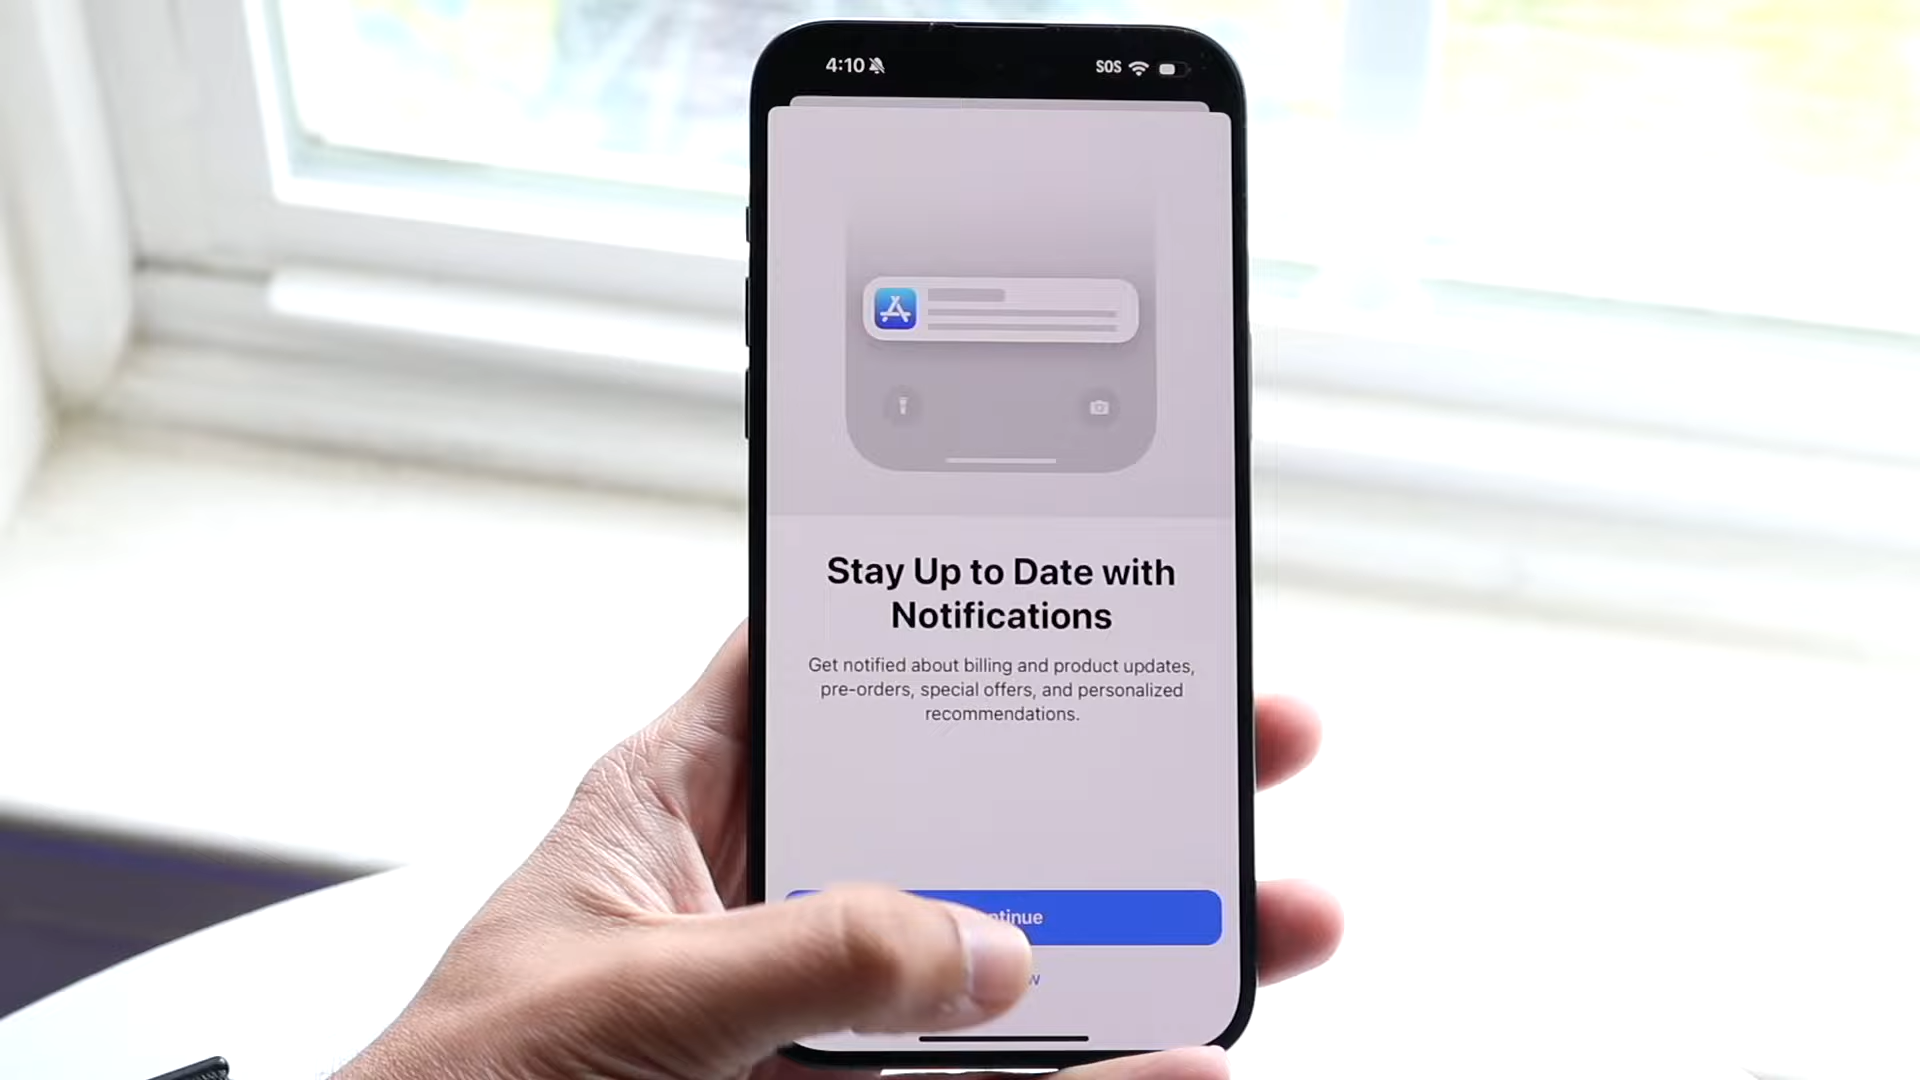 4:10
SOS
Stay Up to Date with
Notifications
Get notified about billing and product updates,
pre-orders, special offers, and personalized
recommendations.